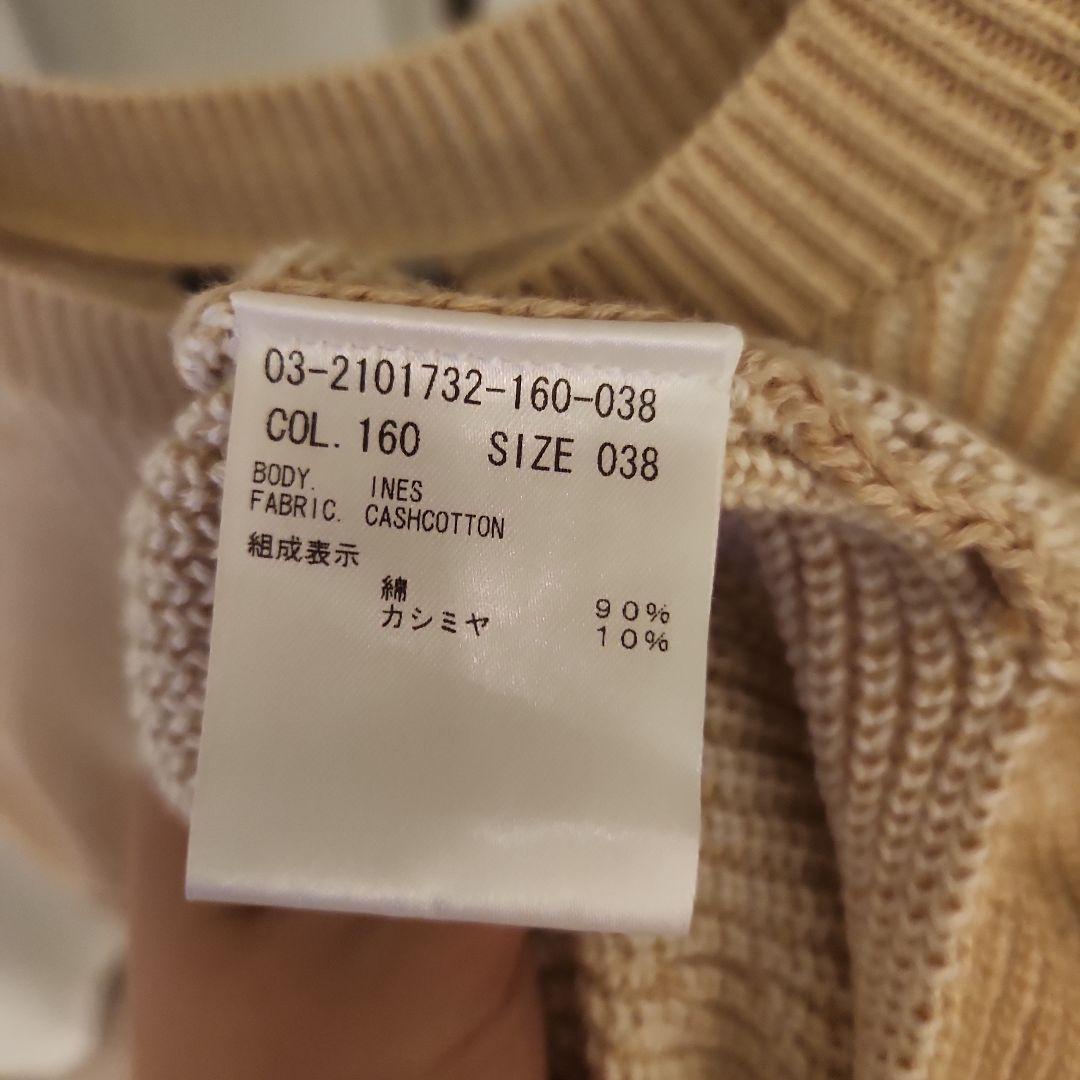 03-2101732-160-038
COL. 160 SIZE 038
BODY. INES
FABRIC. CASHCOTTON
組成表示
綿 90%
カシミヤ 10%